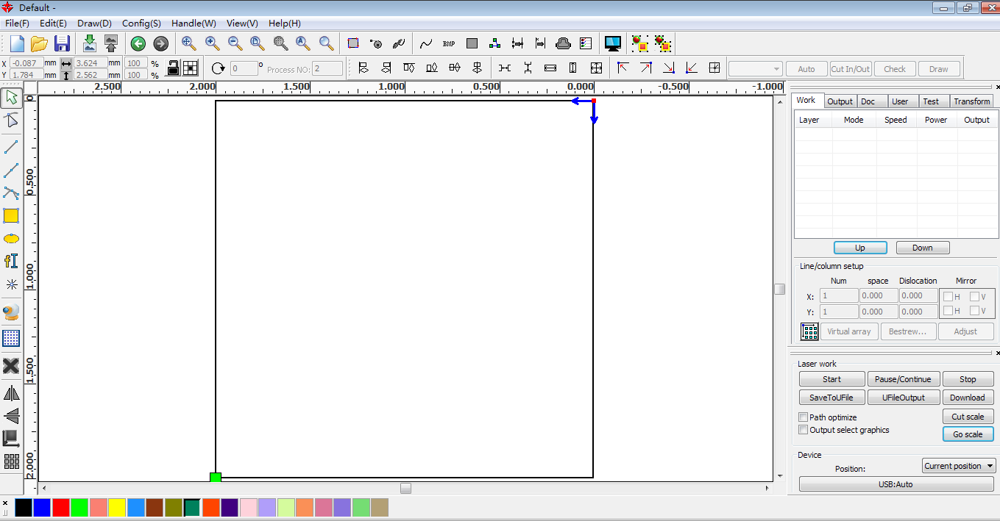 Default -
File(F) Edit(E) Draw(D) Config(S) Handle(W) View(V) Help(H)
BMP
X -0.087 mm 3.624 mm 100 %
Y 1.784 mm 2.562 mm 100 %
0 ° Process NO: 2
Auto Cut In/Out Check Draw
2.500 2.000 1.500 1.000 0.500 0.000 -0.500 -1.000
0
0.500
1.000
1.500
2.000
Work Output Doc User Test Transform
Layer Mode Speed Power Output
Up Down
Line/column setup
Num space Dislocation Mirror
X: 1 0.000 0.000 H V
Y: 1 0.000 0.000 H V
Virtual array Bestrew... Adjust
Laser work
Start Pause/Continue Stop
SaveToUFile UFileOutput Download
Path optimize Cut scale
Output select graphics Go scale
Device
Position: Current position
USB:Auto